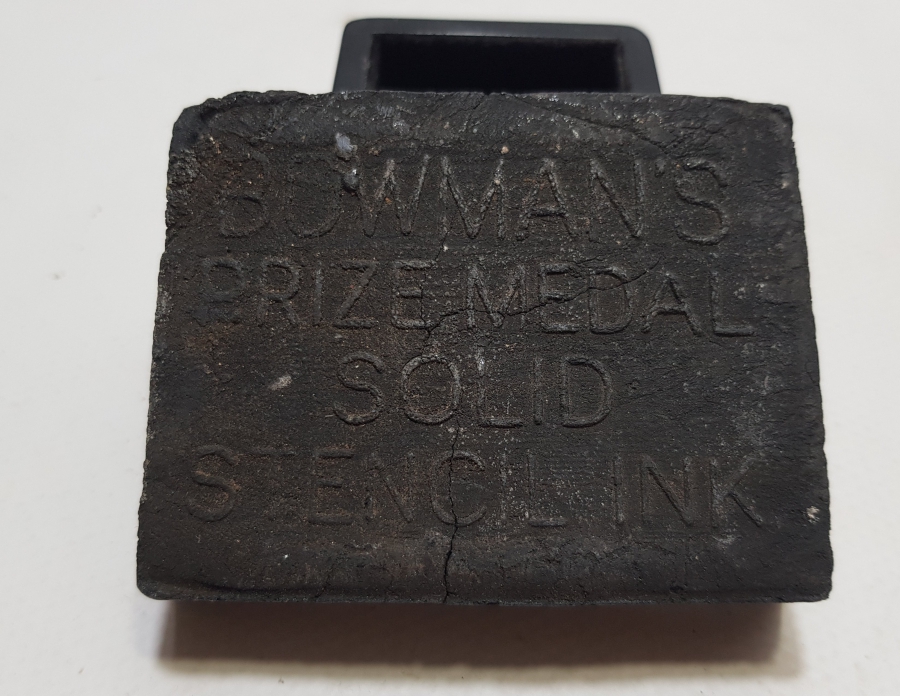 BOWMAN'S
PRIZE MEDAL
SOLID
STENCIL INK